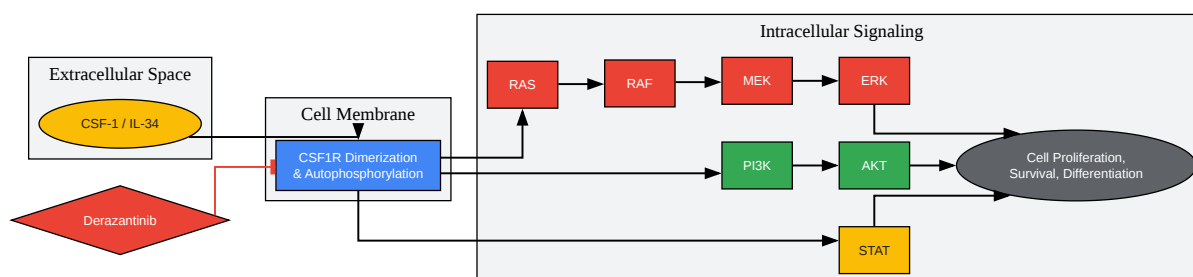 Intracellular Signaling
Extracellular Space
CSF-1 / IL-34
Cell Membrane
CSF1R Dimerization
& Autophosphorylation
Derazantinib
RAS
RAF
MEK
ERK
PI3K
AKT
STAT
Cell Proliferation,
Survival, Differentiation